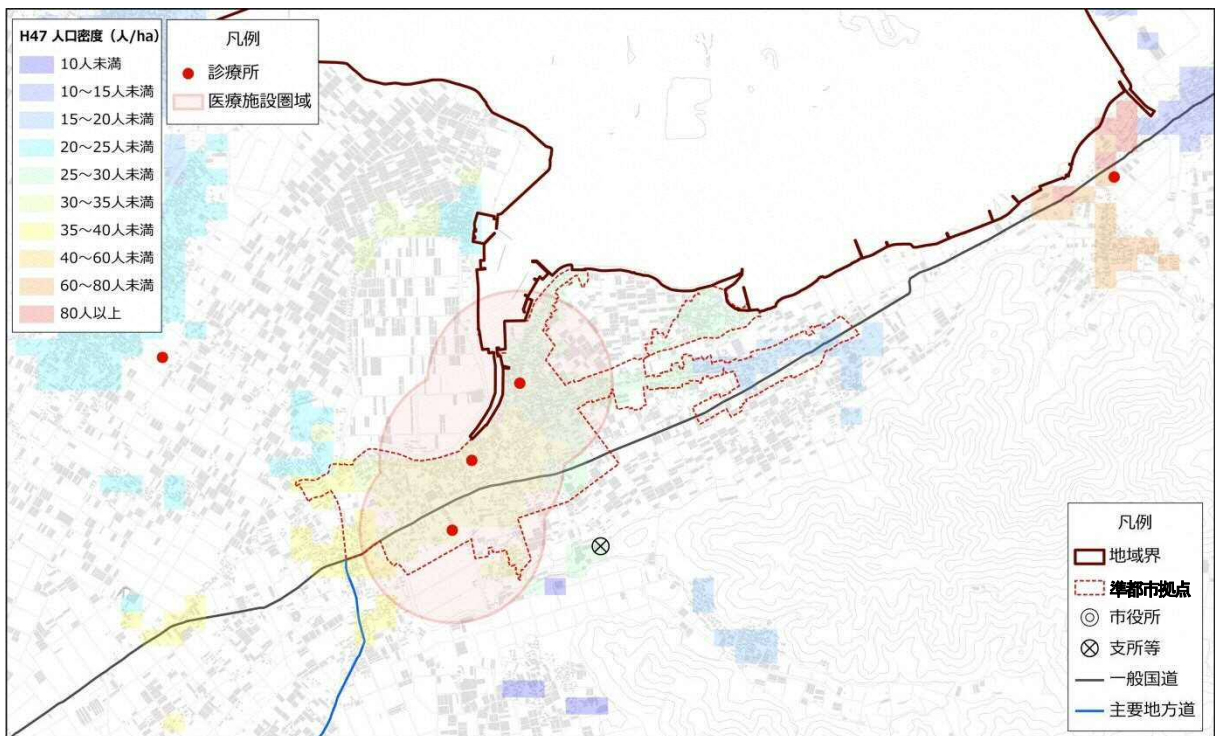 H47 人口密度（人/ha）
10人未満
10～15人未満
15～20人未満
20～25人未満
25～30人未満
30～35人未満
35～40人未満
40～60人未満
60～80人未満
80人以上
凡例
診療所
医療施設圏域
凡例
地域界
準都市拠点
市役所
支所等
一般国道
主要地方道